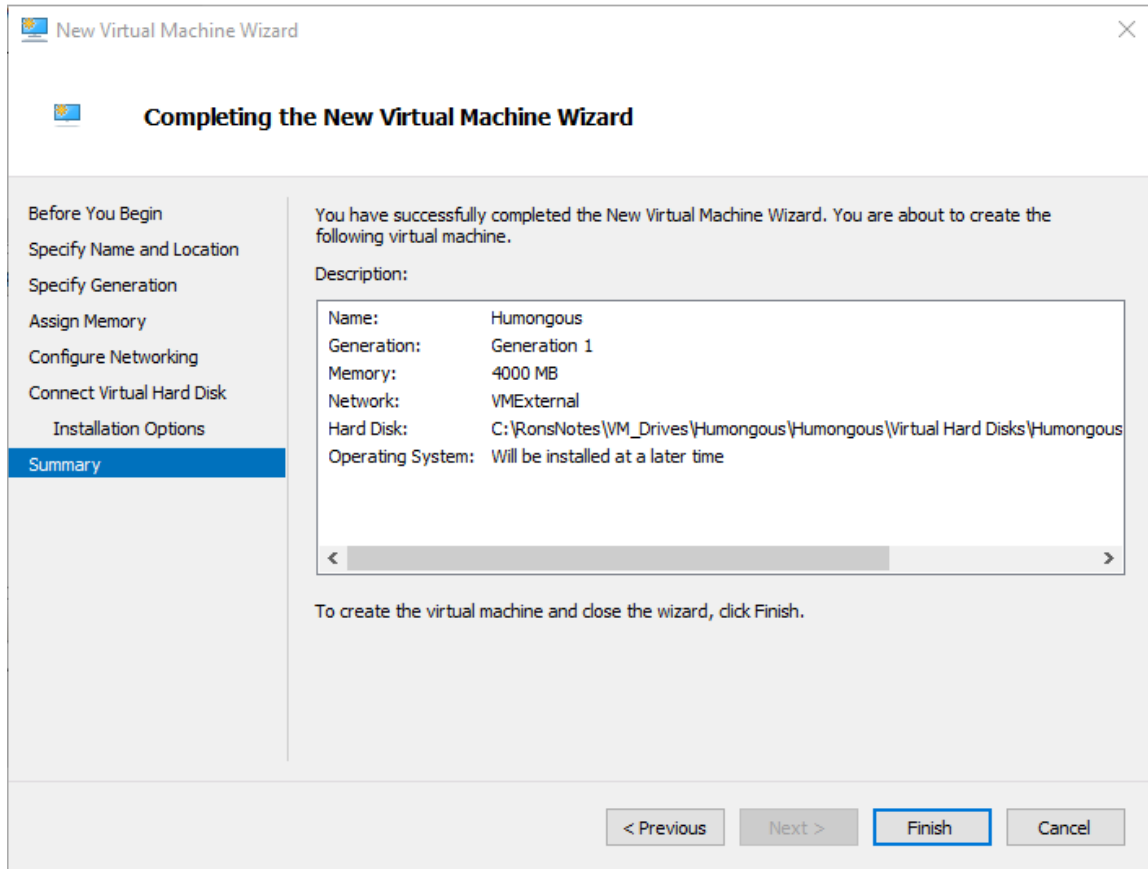 New Virtual Machine Wizard
Completing the New Virtual Machine Wizard
Before You Begin
Specify Name and Location
Specify Generation
Assign Memory
Configure Networking
Connect Virtual Hard Disk
Installation Options
Summary
You have successfully completed the New Virtual Machine Wizard. You are about to create the
following virtual machine.
Description:
Name: Humongous
Generation: Generation 1
Memory: 4000 MB
Network: VMExternal
Hard Disk: C:\RonsNotes\VM_Drives\Humongous\Humongous\Virtual Hard Disks\Humongous
Operating System: Will be installed at a later time
To create the virtual machine and close the wizard, click Finish.
< Previous Next > Finish Cancel